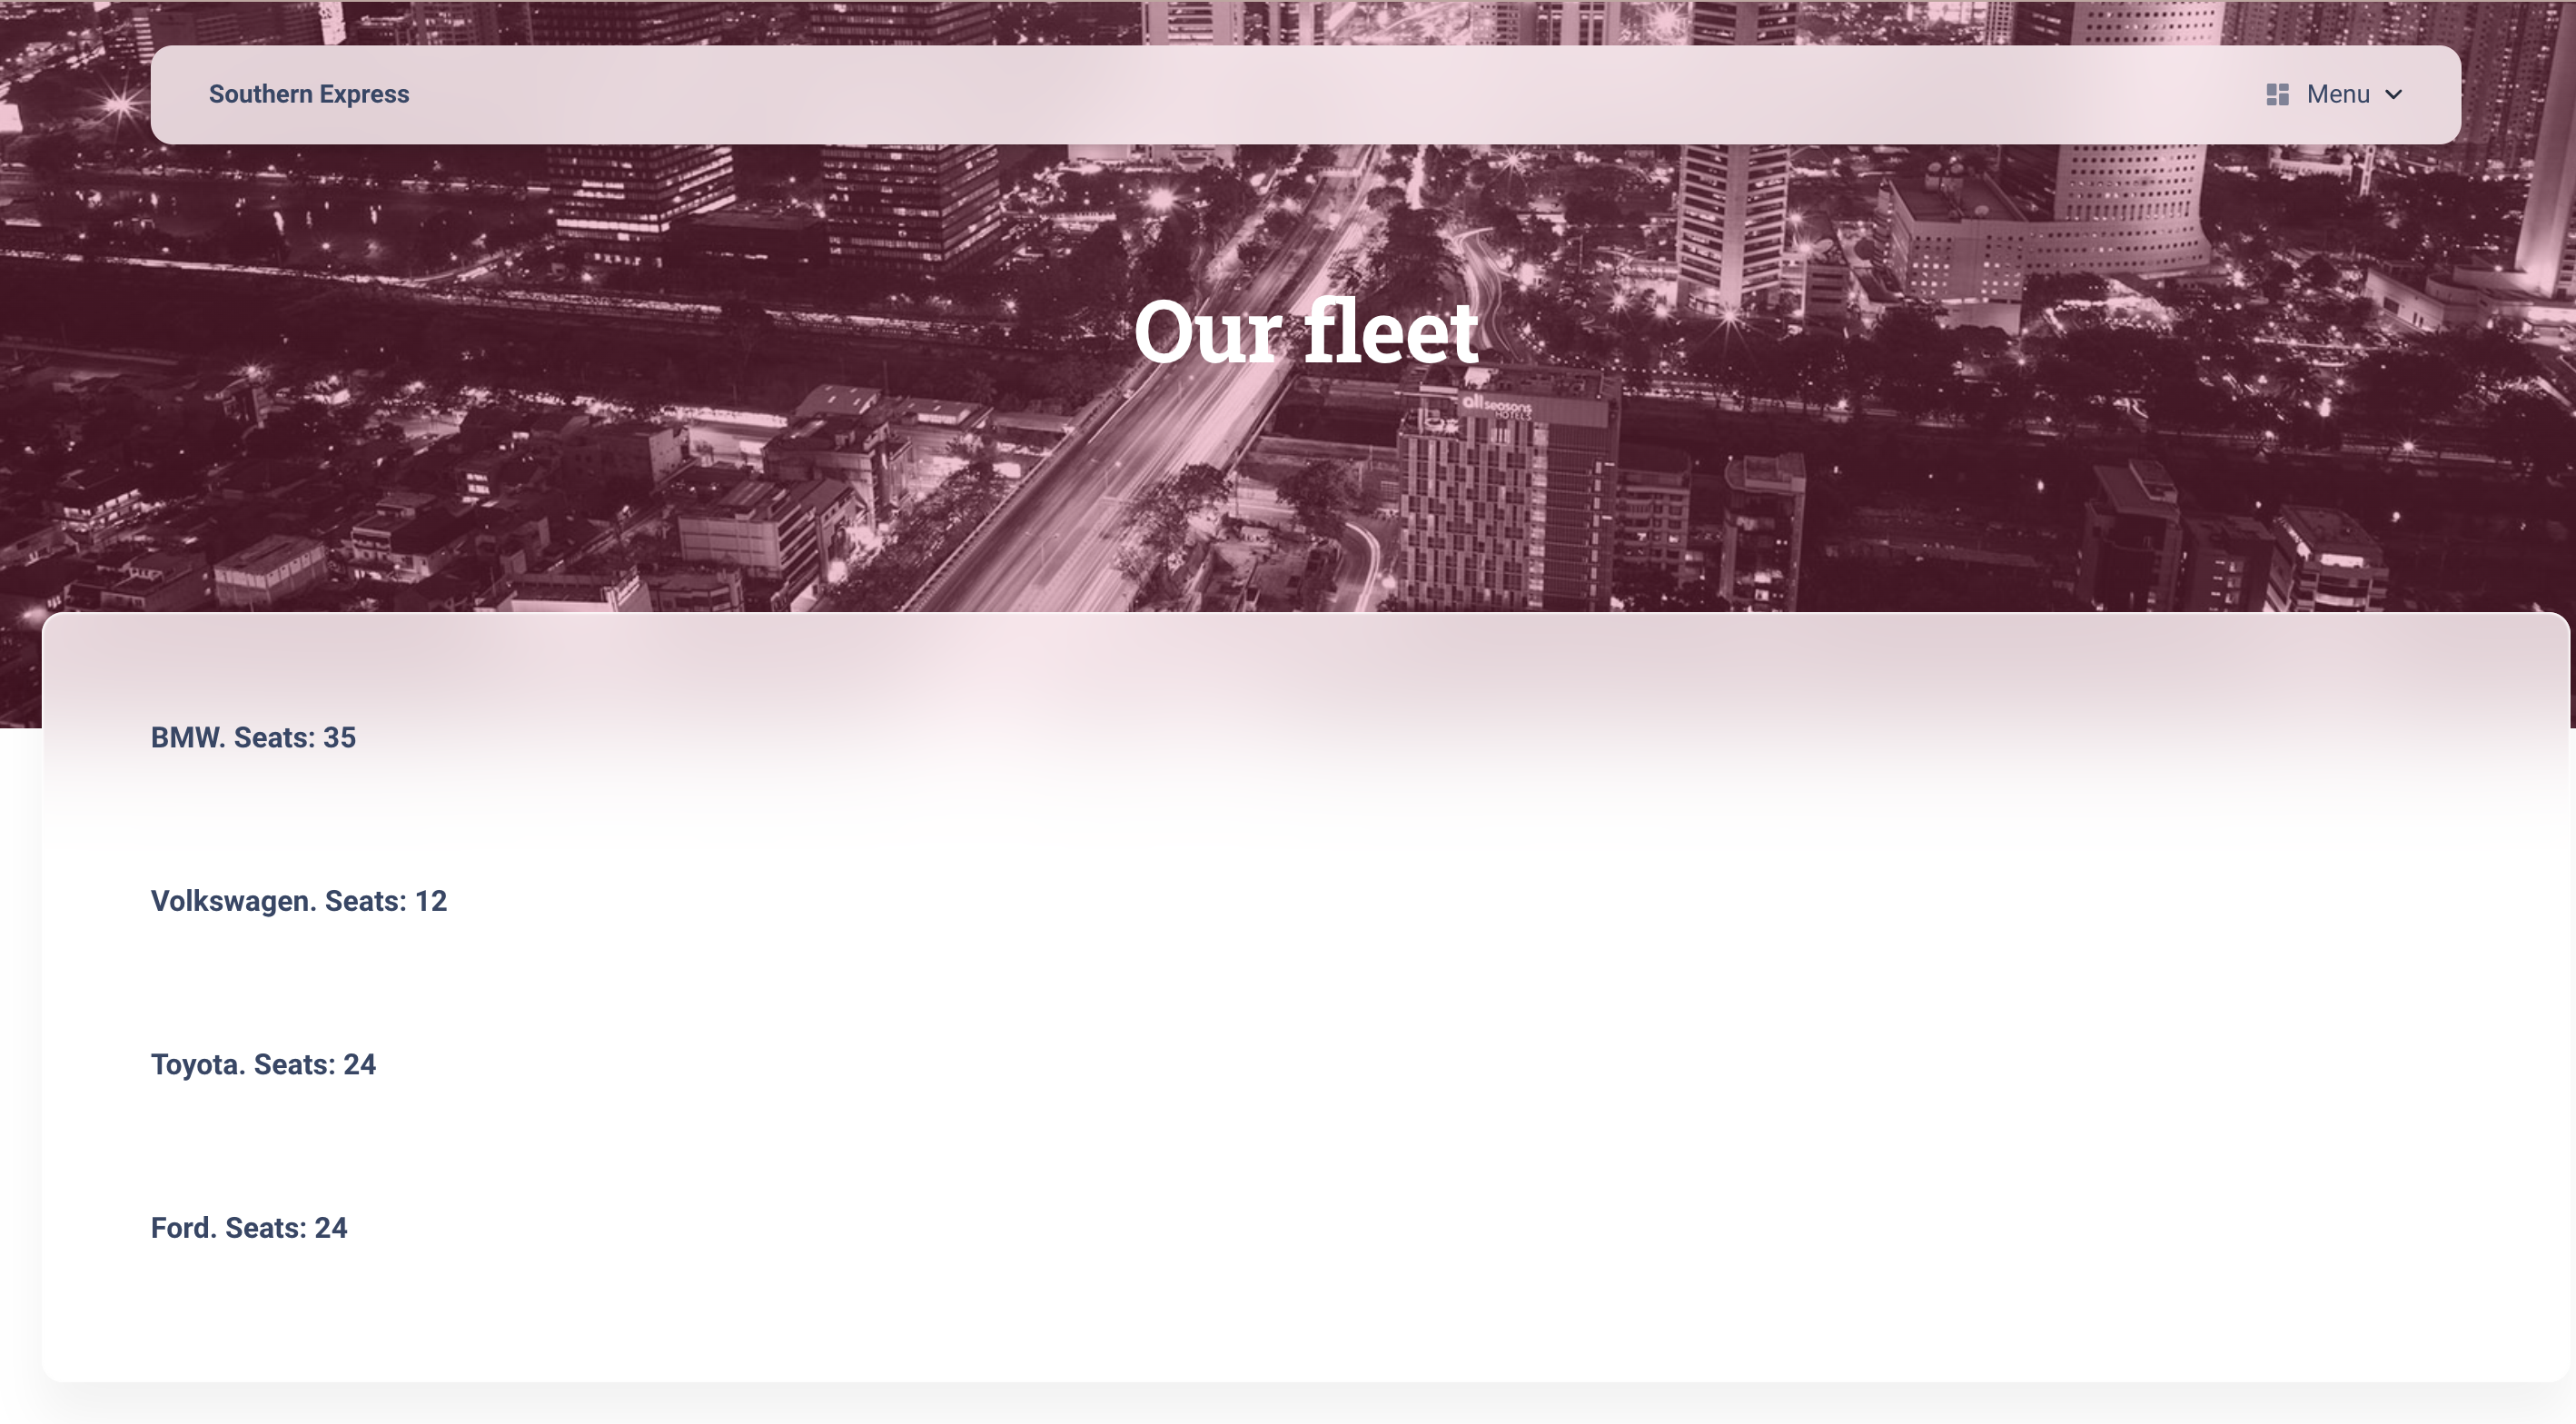 Southern Express
Menu
Our fleet
all seasons
HOTELS
BMW. Seats: 35
Volkswagen. Seats: 12
Toyota. Seats: 24
Ford. Seats: 24